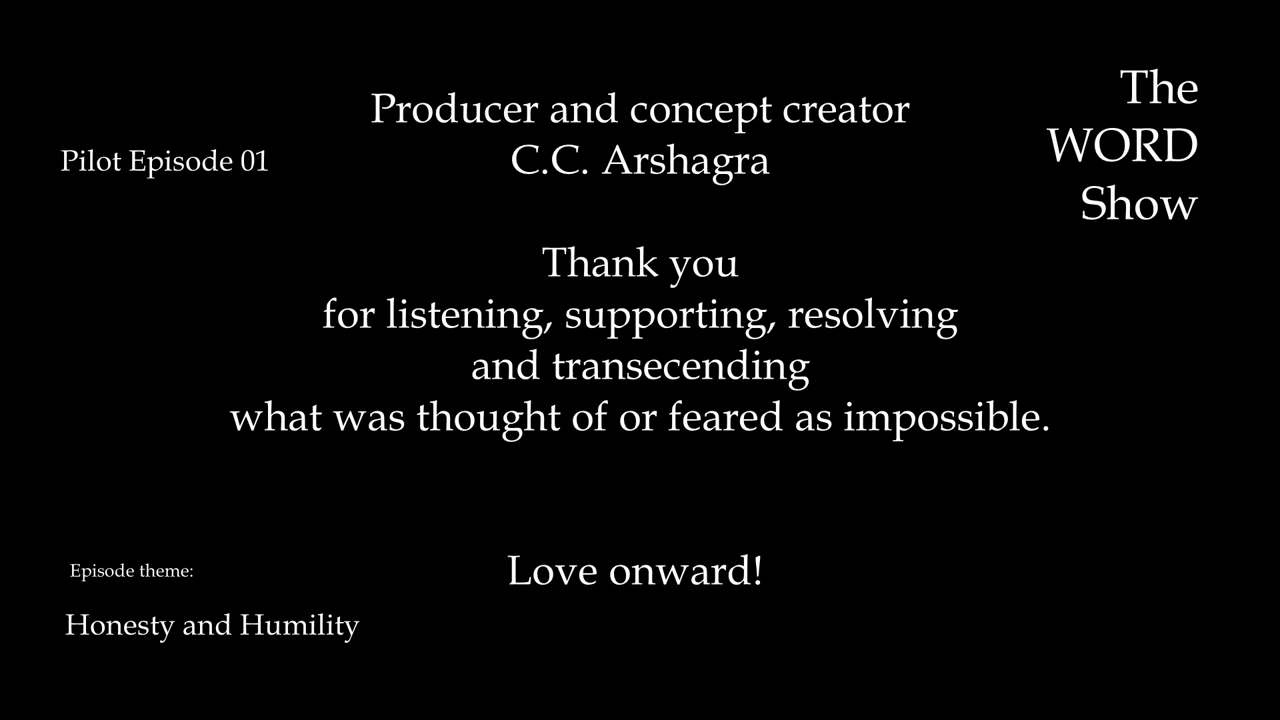 Pilot Episode 01
Producer and concept creator
C.C. Arshagra
The
WORD
Show
Thank you
for listening, supporting, resolving
and transecending
what was thought of or feared as impossible.
Love onward!
Episode theme:
Honesty and Humility